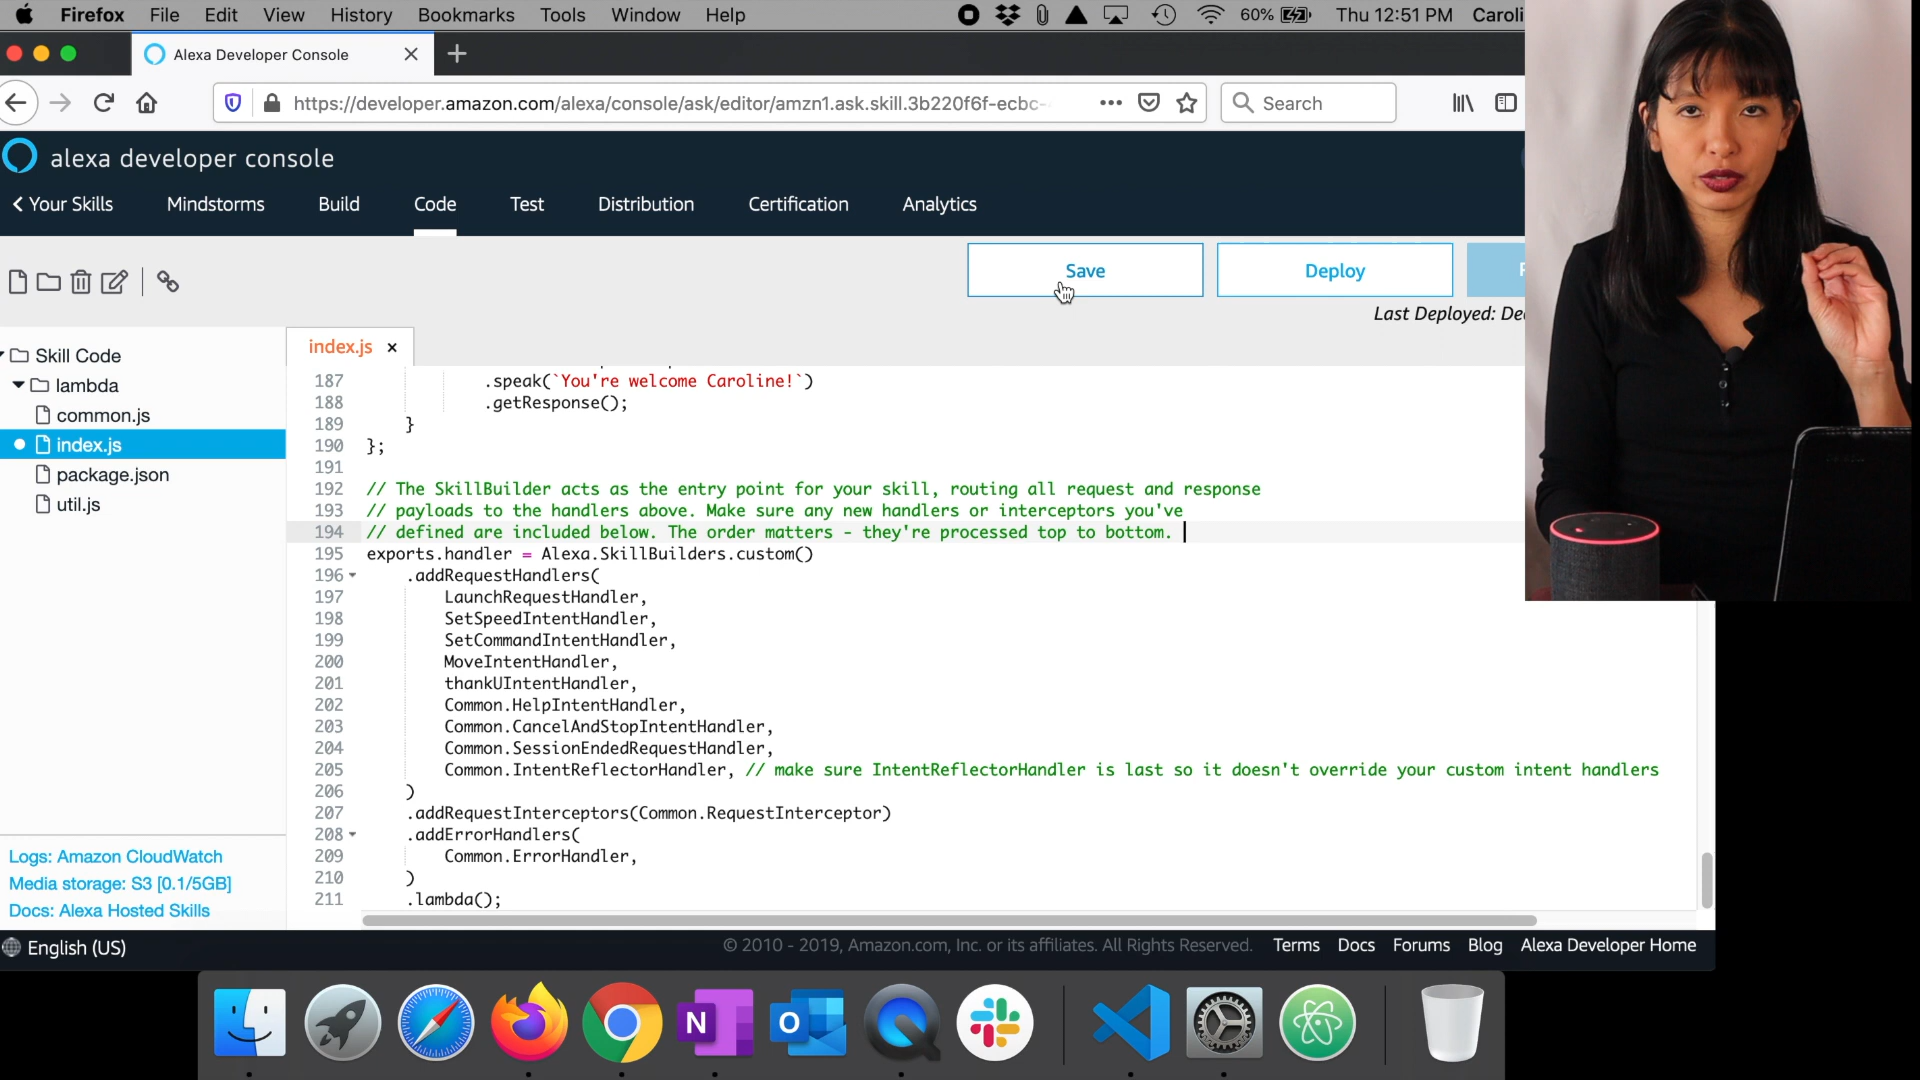 Firefox File Edit View History Bookmarks Tools Window Help 60% Thu 12:51 PM Caroli
Alexa Developer Console
https://developer.amazon.com/alexa/console/ask/editor/amzn1.ask.skill.3b220f6f-ecbc- Search
alexa developer console
Your Skills Mindstorms Build Code Test Distribution Certification Analytics
Save Deploy
Last Deployed: De
Skill Code
lambda
common.js
index.js
package.json
util.js
Logs: Amazon CloudWatch
Media storage: S3 [0.1/5GB]
Docs: Alexa Hosted Skills
index.js
187 .speak(`You're welcome Caroline!`)
188 .getResponse();
189 }
190 };
191
192 // The SkillBuilder acts as the entry point for your skill, routing all request and response
193 // payloads to the handlers above. Make sure any new handlers or interceptors you've
194 // defined are included below. The order matters - they're processed top to bottom.
195 exports.handler = Alexa.SkillBuilders.custom()
196 .addRequestHandlers(
197 LaunchRequestHandler,
198 SetSpeedIntentHandler,
199 SetCommandIntentHandler,
200 MoveIntentHandler,
201 thankUIntentHandler,
202 Common.HelpIntentHandler,
203 Common.CancelAndStopIntentHandler,
204 Common.SessionEndedRequestHandler,
205 Common.IntentReflectorHandler, // make sure IntentReflectorHandler is last so it doesn't override your custom intent handlers
206 )
207 .addRequestInterceptors(Common.RequestInterceptor)
208 .addErrorHandlers(
209 Common.ErrorHandler,
210 )
211 .lambda();
English (US) © 2010 - 2019, Amazon.com, Inc. or its affiliates. All Rights Reserved. Terms Docs Forums Blog Alexa Developer Home